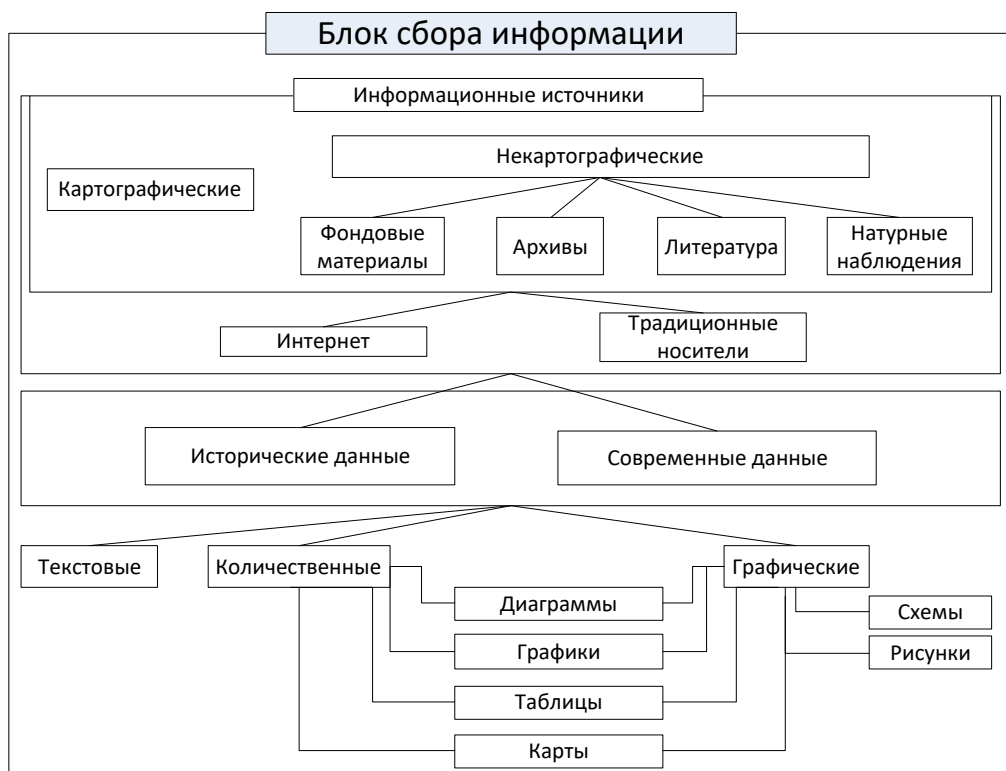 Блок сбора информации
Информационные источники
Некартографические
Картографические
Фондовые
материалы
Архивы
Литература
Натурные
наблюдения
Интернет
Традиционные
носители
Исторические данные
Современные данные
Текстовые
Количественные
Графические
Диаграммы
Схемы
Графики
Рисунки
Таблицы
Карты